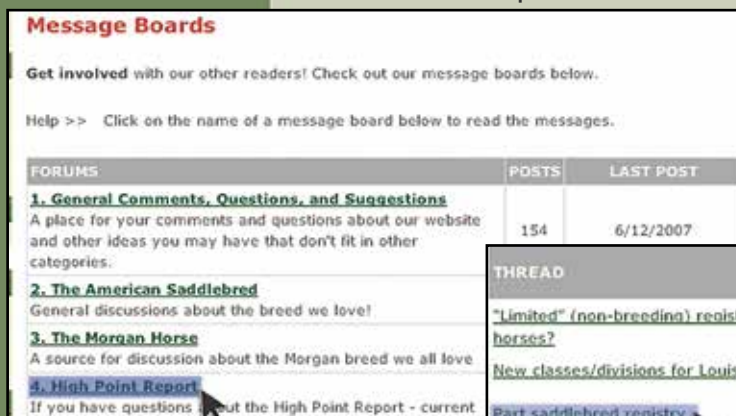 Message Boards
Get involved with our other readers! Check out our message boards below.
Help >> Click on the name of a message board below to read the messages.
FORUMS POSTS LAST POST
1. General Comments, Questions, and Suggestions
A place for your comments and questions about our website
and other ideas you may have that don't fit in other
categories.
154 6/12/2007
2. The American Saddlebred
General discussions about the breed we love!
3. The Morgan Horse
A source for discussion about the Morgan breed we all love
4. High Point Report
If you have questions about the High Point Report - current
THREAD
"Limited" (non-breeding)
horses?
New classes/divisions for
Part saddlebred registry